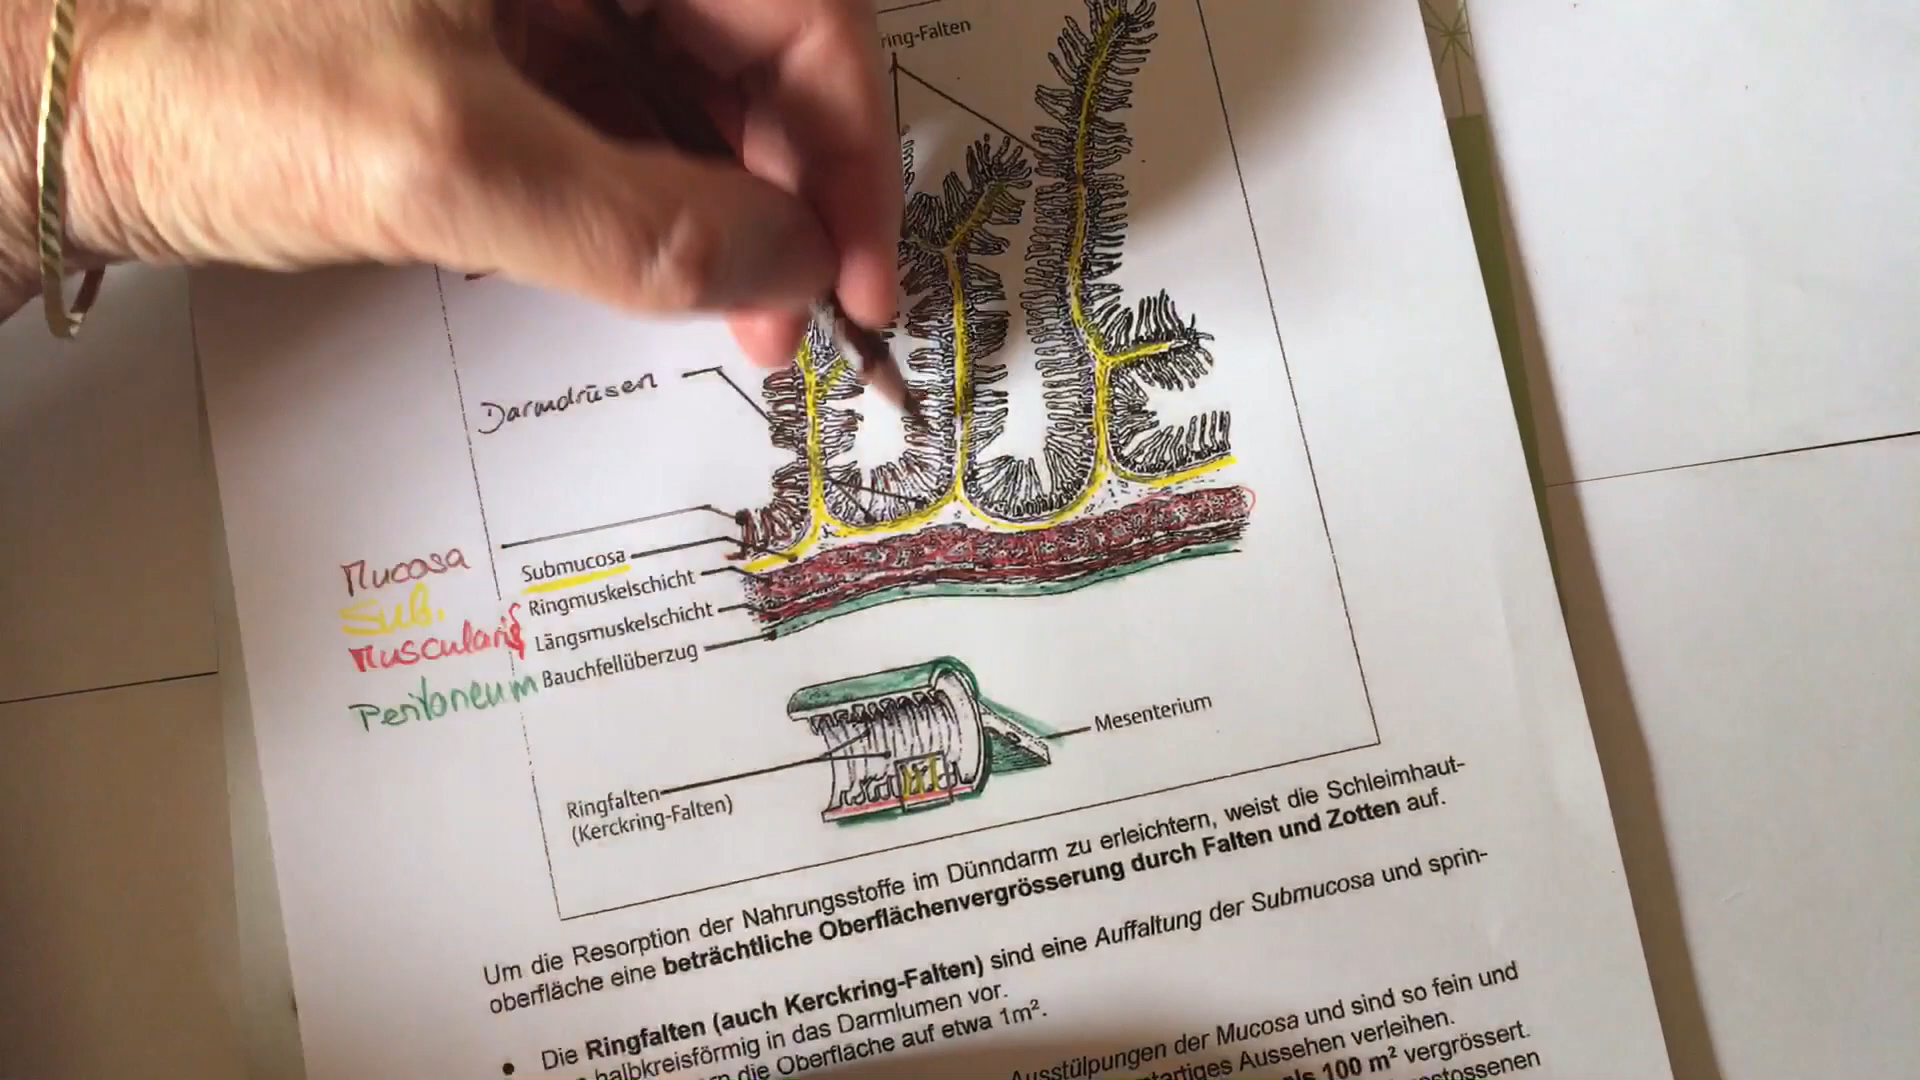 ring-Falten
Darmdrüsen
Mucosa
Sub.
Muscularis
Peritoneum
Submucosa
Ringmuskelschicht
Längsmuskelschicht
Bauchfellüberzug
Mesenterium
Ringfalten
(Kerckring-Falten)
Um die Resorption der Nahrungsstoffe im Dünndarm zu erleichtern, weist die Schleimhaut-
oberfläche eine beträchtliche Oberflächenvergrösserung durch Falten und Zotten auf.
• Die Ringfalten (auch Kerckring-Falten) sind eine Auffaltung der Submucosa und sprin-
halbkreisförmig in das Darmlumen vor.
die Oberfläche auf etwa 1m².
Ausstülpungen der Mucosa und sind so fein und
artiges Aussehen verleihen.
als 100 m² vergrössert.